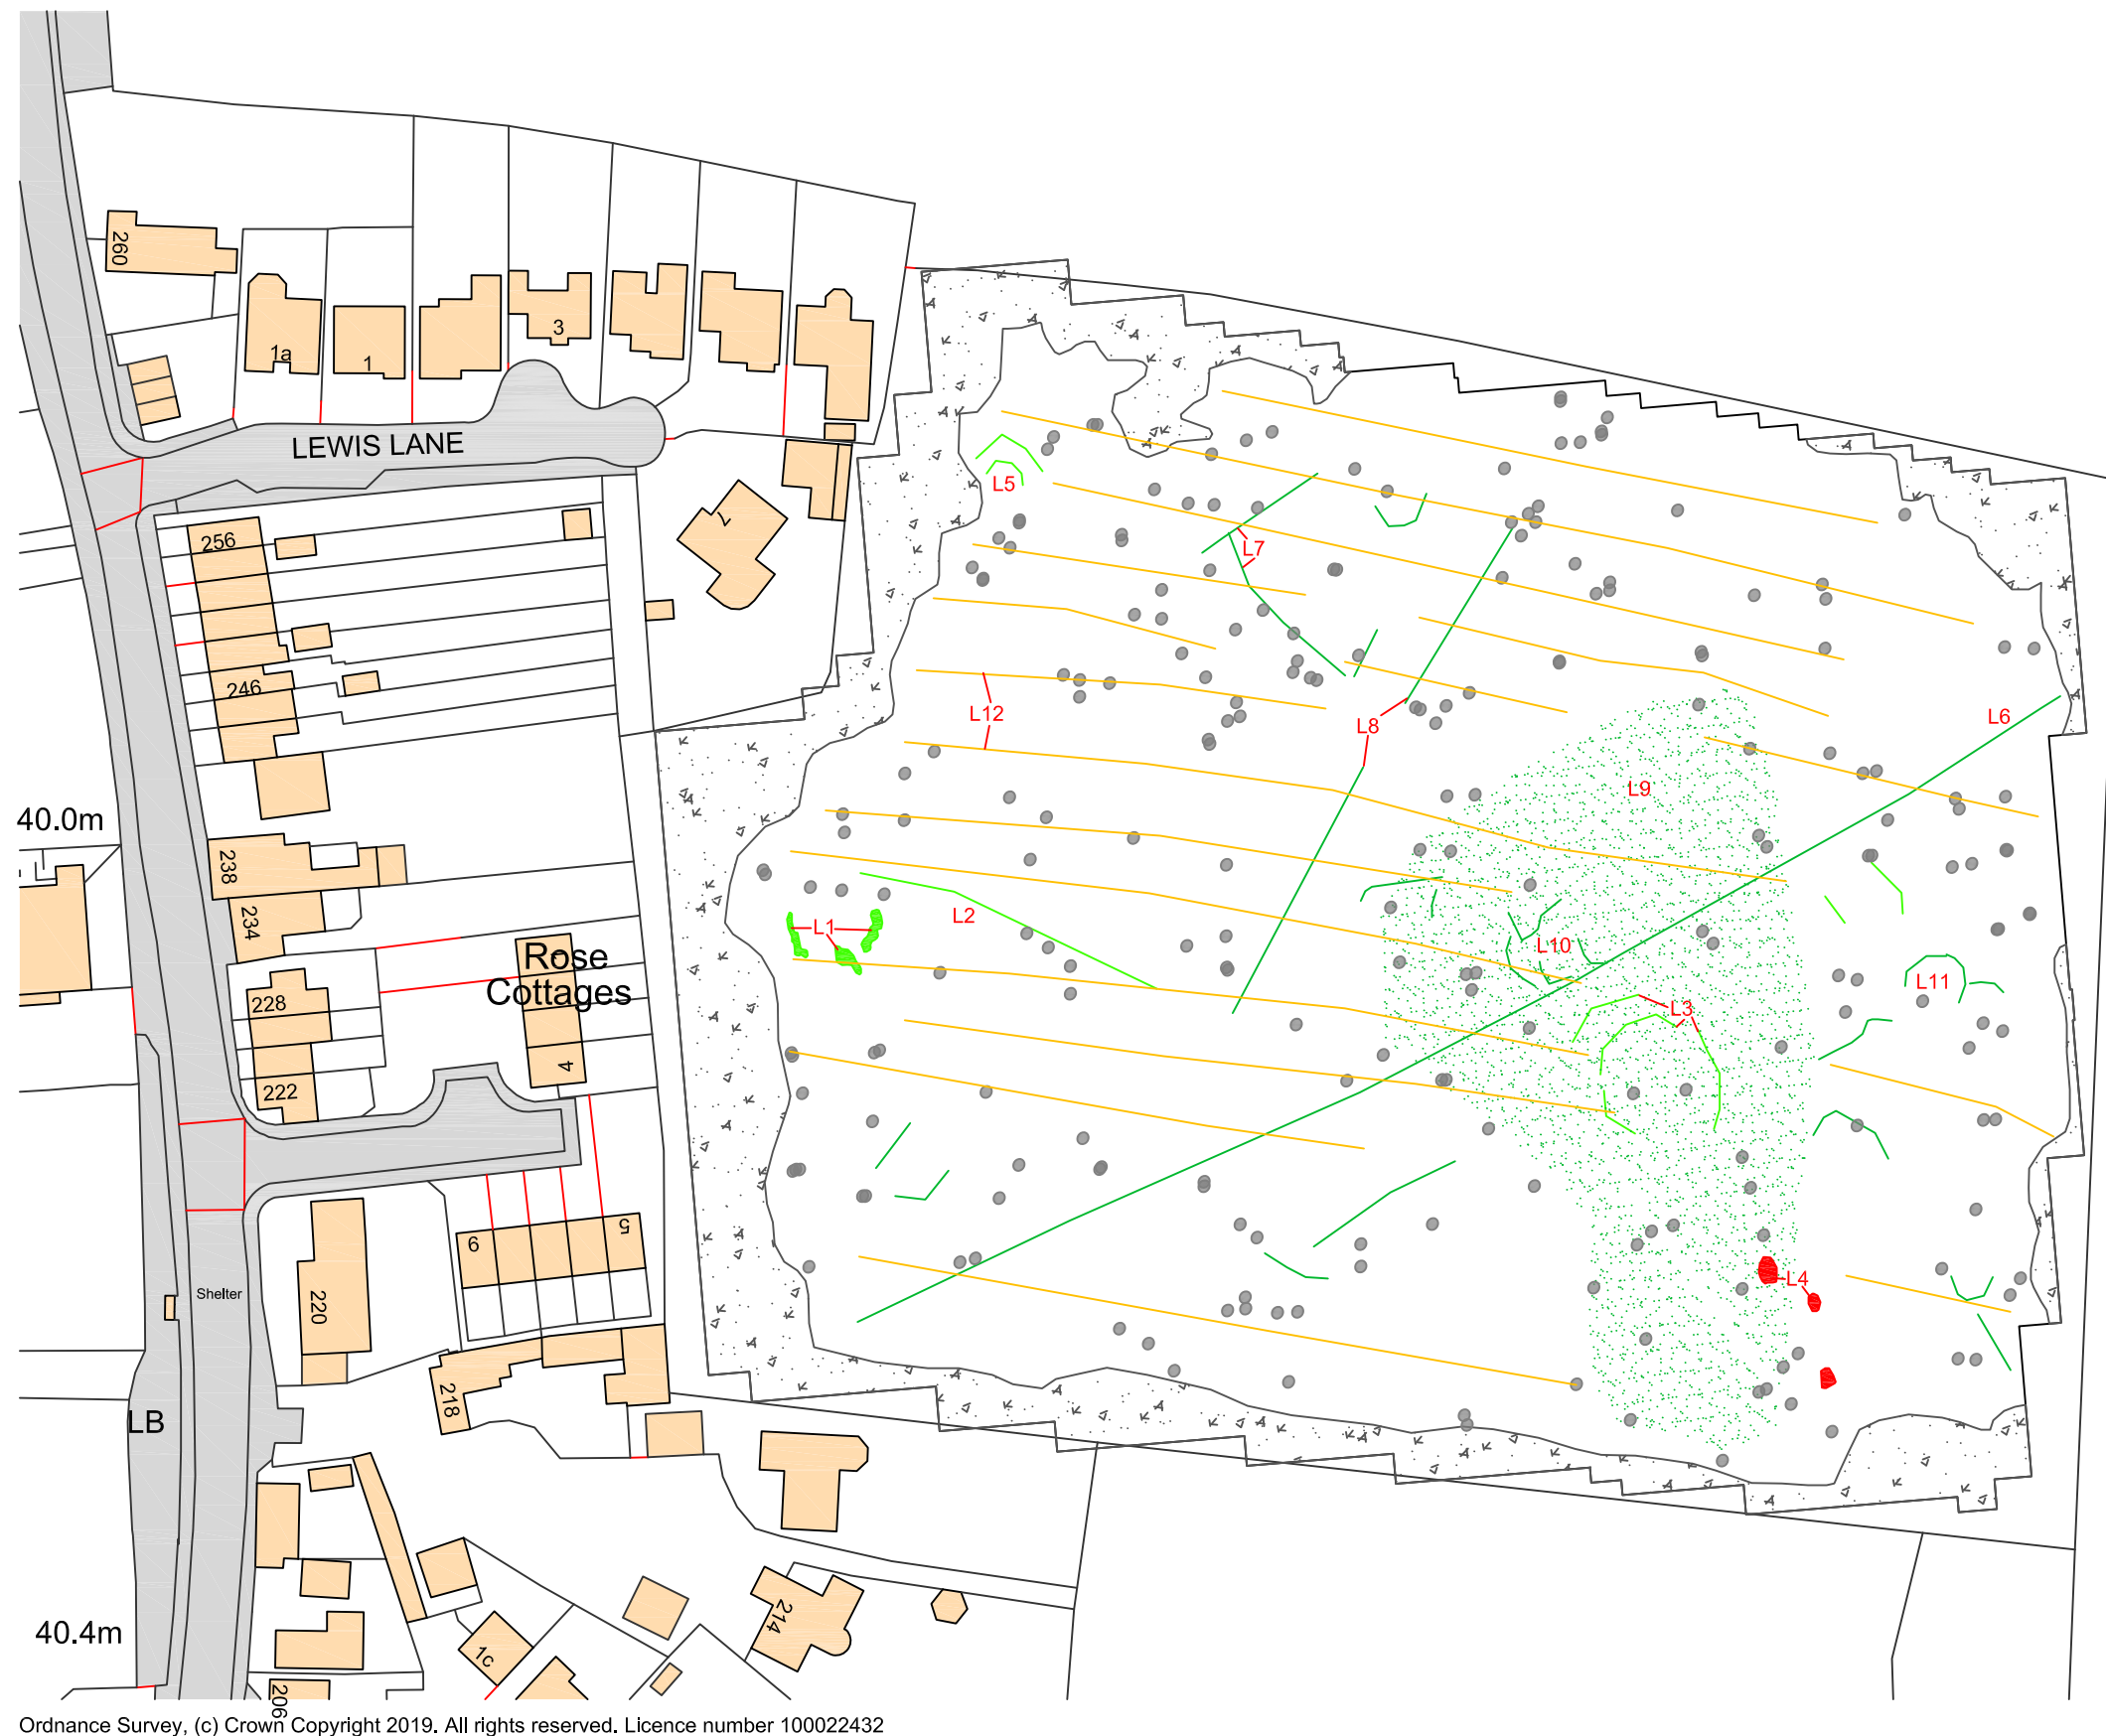 260
1a
1
3
LEWIS LANE
2
256
246
40.0m
238
234
Rose
Cottages
1
228
222
4
6
5
Shelter
220
218
LB
214
40.4m
1c
206
L5
L7
L12
L8
L6
L9
L2
L1
L10
L11
L3
L4
Ordnance Survey, (c) Crown Copyright 2019. All rights reserved. Licence number 100022432